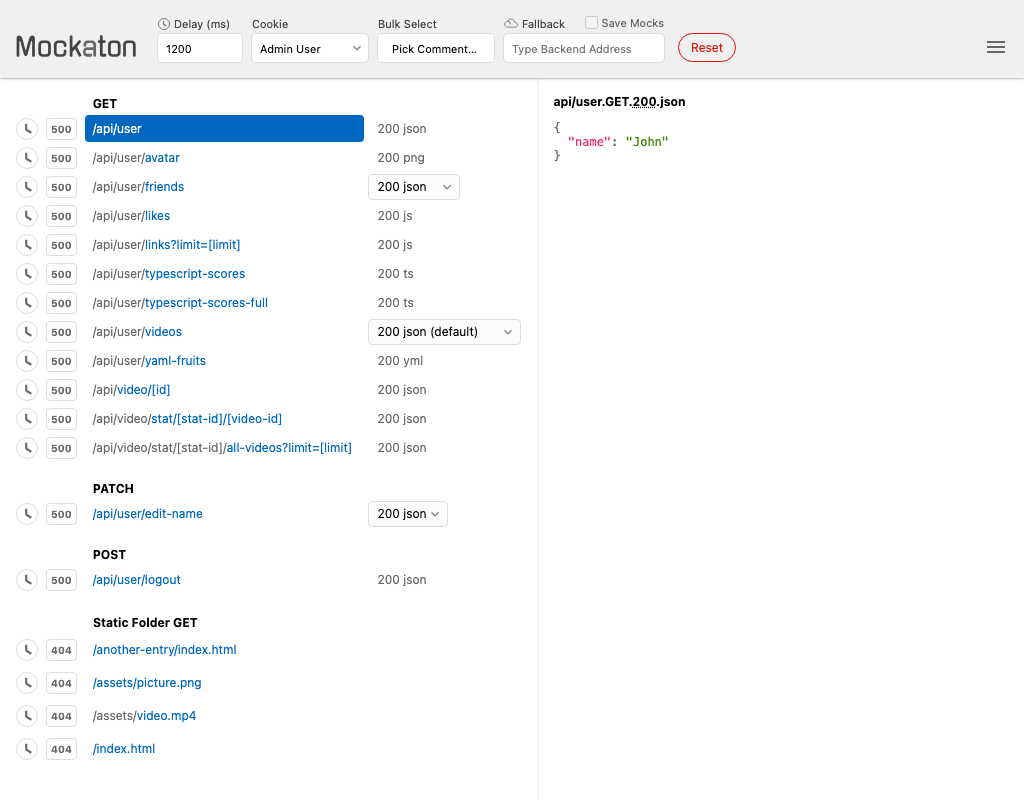 Mockaton
Delay (ms)
1200
Cookie
Admin User
Bulk Select
Pick Comment…
Fallback
Save Mocks
Type Backend Address
Reset
GET
500 /api/user 200 json
500 /api/user/avatar 200 png
500 /api/user/friends 200 json
500 /api/user/likes 200 js
500 /api/user/links?limit=[limit] 200 js
500 /api/user/typescript-scores 200 ts
500 /api/user/typescript-scores-full 200 ts
500 /api/user/videos 200 json (default)
500 /api/user/yaml-fruits 200 yml
500 /api/video/[id] 200 json
500 /api/video/stat/[stat-id]/[video-id] 200 json
500 /api/video/stat/[stat-id]/all-videos?limit=[limit] 200 json
PATCH
500 /api/user/edit-name 200 json
POST
500 /api/user/logout 200 json
Static Folder GET
404 /another-entry/index.html
404 /assets/picture.png
404 /assets/video.mp4
404 /index.html
api/user.GET.200.json
{
  "name": "John"
}